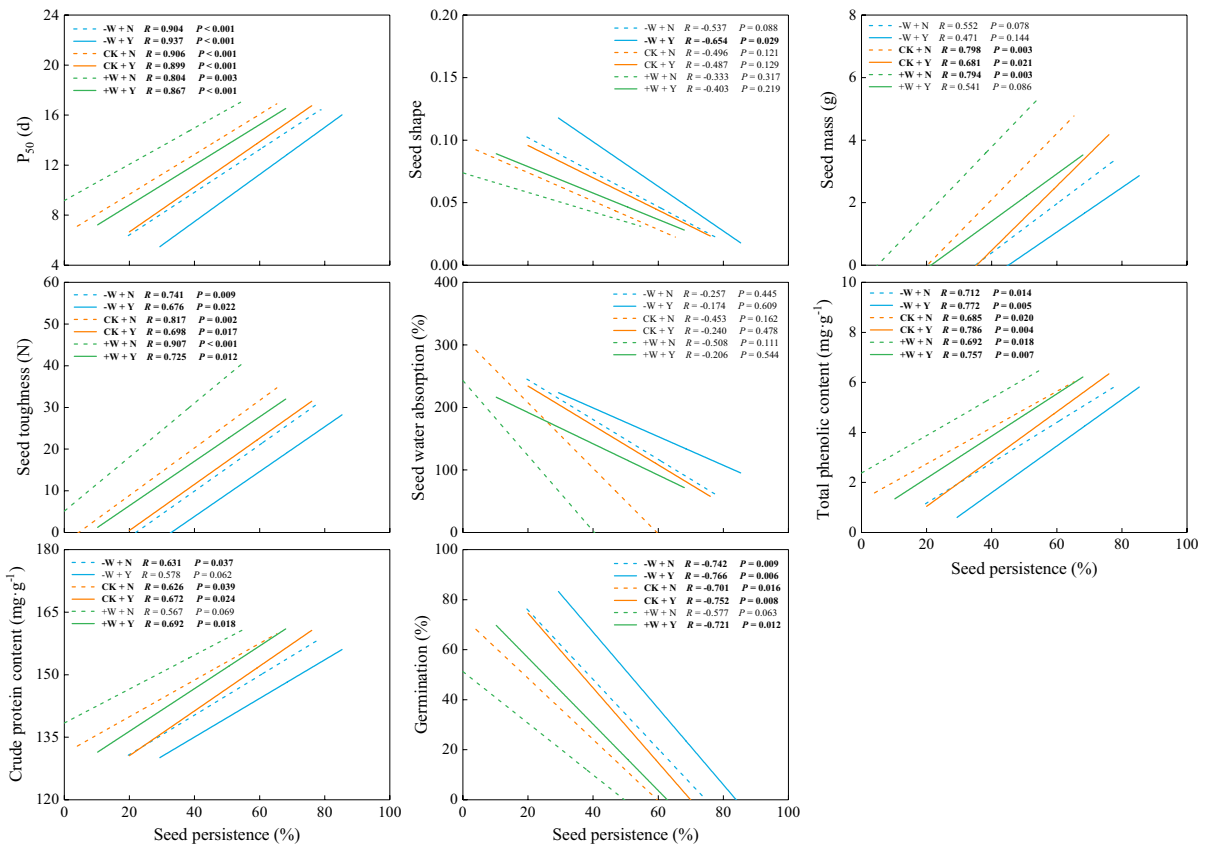 P50 (d)
24
20
16
12
8
4
-W + N R = 0.904 P < 0.001
-W + Y R = 0.937 P < 0.001
CK + N R = 0.906 P < 0.001
CK + Y R = 0.899 P < 0.001
+W + N R = 0.804 P = 0.003
+W + Y R = 0.867 P < 0.001
Seed shape
0.20
0.15
0.10
0.05
0.00
-W + N R = -0.537 P = 0.088
-W + Y R = -0.654 P = 0.029
CK + N R = -0.496 P = 0.121
CK + Y R = -0.487 P = 0.129
+W + N R = -0.333 P = 0.317
+W + Y R = -0.403 P = 0.219
Seed mass (g)
8
6
4
2
0
-W + N R = 0.552 P = 0.078
-W + Y R = 0.471 P = 0.144
CK + N R = 0.798 P = 0.003
CK + Y R = 0.681 P = 0.021
+W + N R = 0.794 P = 0.003
+W + Y R = 0.541 P = 0.086
Seed toughness (N)
60
50
40
30
20
10
0
-W + N R = 0.741 P = 0.009
-W + Y R = 0.676 P = 0.022
CK + N R = 0.817 P = 0.002
CK + Y R = 0.698 P = 0.017
+W + N R = 0.907 P < 0.001
+W + Y R = 0.725 P = 0.012
Seed water absorption (%)
400
300
200
100
0
-W + N R = -0.257 P = 0.445
-W + Y R = -0.174 P = 0.609
CK + N R = -0.453 P = 0.162
CK + Y R = -0.240 P = 0.478
+W + N R = -0.508 P = 0.111
+W + Y R = -0.206 P = 0.544
Total phenolic content (mg·g-1)
10
8
6
4
2
0
-W + N R = 0.712 P = 0.014
-W + Y R = 0.772 P = 0.005
CK + N R = 0.685 P = 0.020
CK + Y R = 0.786 P = 0.004
+W + N R = 0.692 P = 0.018
+W + Y R = 0.757 P = 0.007
0 20 40 60 80 100
Seed persistence (%)
Crude protein content (mg·g-1)
180
165
150
135
120
-W + N R = 0.631 P = 0.037
-W + Y R = 0.578 P = 0.062
CK + N R = 0.626 P = 0.039
CK + Y R = 0.672 P = 0.024
+W + N R = 0.567 P = 0.069
+W + Y R = 0.692 P = 0.018
0 20 40 60 80 100
Seed persistence (%)
Germination (%)
100
80
60
40
20
0
-W + N R = -0.742 P = 0.009
-W + Y R = -0.766 P = 0.006
CK + N R = -0.701 P = 0.016
CK + Y R = -0.752 P = 0.008
+W + N R = -0.577 P = 0.063
+W + Y R = -0.721 P = 0.012
0 20 40 60 80 100
Seed persistence (%)